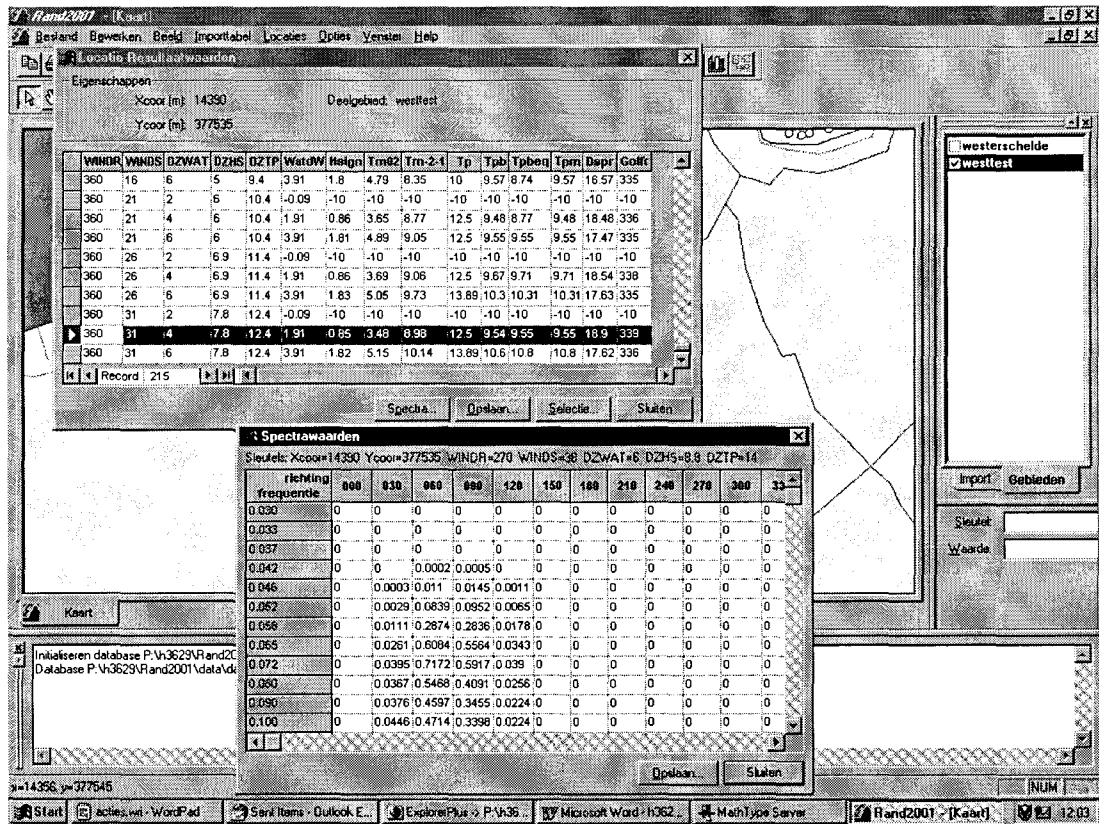 Rand2001 - [Kaart]
Bestand Bewerken Beeld Importlabel Locaties Opties Venster Help
Locatie Resultaatwaarden
Eigenschappen
Xcoor [m]: 14390 Deelgebied: westtest
Ycoor [m]: 377535
WINDR WINDS DZWAT DZHS DZTP WatdW Hsign Tm02 Tm-2-1 Tp Tpb Tpbeq Tpm Dspr Golfr
360 16 6 5 9.4 3.91 1.8 4.79 8.35 10 9.57 8.74 9.57 16.57 335
360 21 2 6 10.4 -0.09 -10 -10 -10 -10 -10 -10 -10 -10 -10
360 21 4 6 10.4 1.91 0.86 3.65 8.77 12.5 9.48 8.77 9.48 18.48 336
360 21 6 6 10.4 3.91 1.81 4.89 9.05 12.5 9.55 9.55 9.55 17.47 335
360 26 2 6.9 11.4 -0.09 -10 -10 -10 -10 -10 -10 -10 -10 -10
360 26 4 6.9 11.4 1.91 0.86 3.69 9.06 12.5 9.67 9.71 9.71 18.54 338
360 26 6 6.9 11.4 3.91 1.83 5.05 9.73 13.89 10.3 10.31 10.31 17.63 335
360 31 2 7.8 12.4 -0.09 -10 -10 -10 -10 -10 -10 -10 -10 -10
360 31 4 7.8 12.4 1.91 0.85 3.48 8.98 12.5 9.54 9.55 9.55 18.9 339
360 31 6 7.8 12.4 3.91 1.82 5.15 10.14 13.89 10.6 10.8 10.8 17.62 336
Record 215
Spectra... Opslaan... Selectie... Sluiten
westerschelde
westtest
Import Gebieden
Sleutel:
Waarde:
Spectrawaarden
Sleutels: Xcoor=14390 Ycoor=377535 WINDR=270 WINDS=36 DZWAT=6 DZHS=8.8 DZTP=14
richting
frequentie 000 030 060 090 120 150 180 210 240 270 300 33
0.030 0 0 0 0 0 0 0 0 0 0 0 0
0.033 0 0 0 0 0 0 0 0 0 0 0 0
0.037 0 0 0 0 0 0 0 0 0 0 0 0
0.042 0 0 0.0002 0.0005 0 0 0 0 0 0 0 0
0.046 0 0.0003 0.011 0.0145 0.0011 0 0 0 0 0 0 0
0.052 0 0.0029 0.0839 0.0952 0.0065 0 0 0 0 0 0 0
0.058 0 0.0111 0.2874 0.2836 0.0178 0 0 0 0 0 0 0
0.065 0 0.0261 0.6084 0.5564 0.0343 0 0 0 0 0 0 0
0.072 0 0.0395 0.7172 0.5917 0.039 0 0 0 0 0 0 0
0.080 0 0.0367 0.5468 0.4091 0.0256 0 0 0 0 0 0 0
0.090 0 0.0376 0.4597 0.3455 0.0224 0 0 0 0 0 0 0
0.100 0 0.0446 0.4714 0.3398 0.0224 0 0 0 0 0 0 0
Opslaan... Sluiten
Kaart
Initialiseren database P:\h3629\Rand20
Database P:\h3629\Rand2001\data\da
x=14356, y=377545
NUM
Start acties.wri - WordPad Sent Items - Outlook E... ExplorerPlus -> P:\h36... Microsoft Word - h362... MathType Server Rand2001 - [Kaart] 12:03